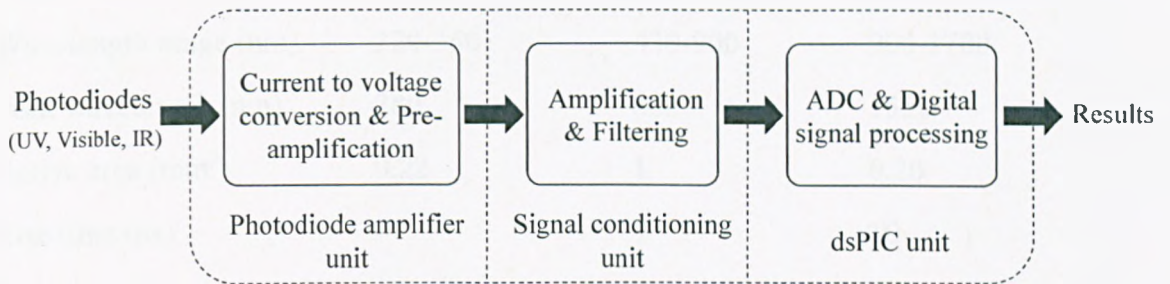 Photodiodes
(UV, Visible, IR)
Current to voltage
conversion & Pre-
amplification
Photodiode amplifier
unit
Amplification
& Filtering
Signal conditioning
unit
ADC & Digital
signal processing
dsPIC unit
Results